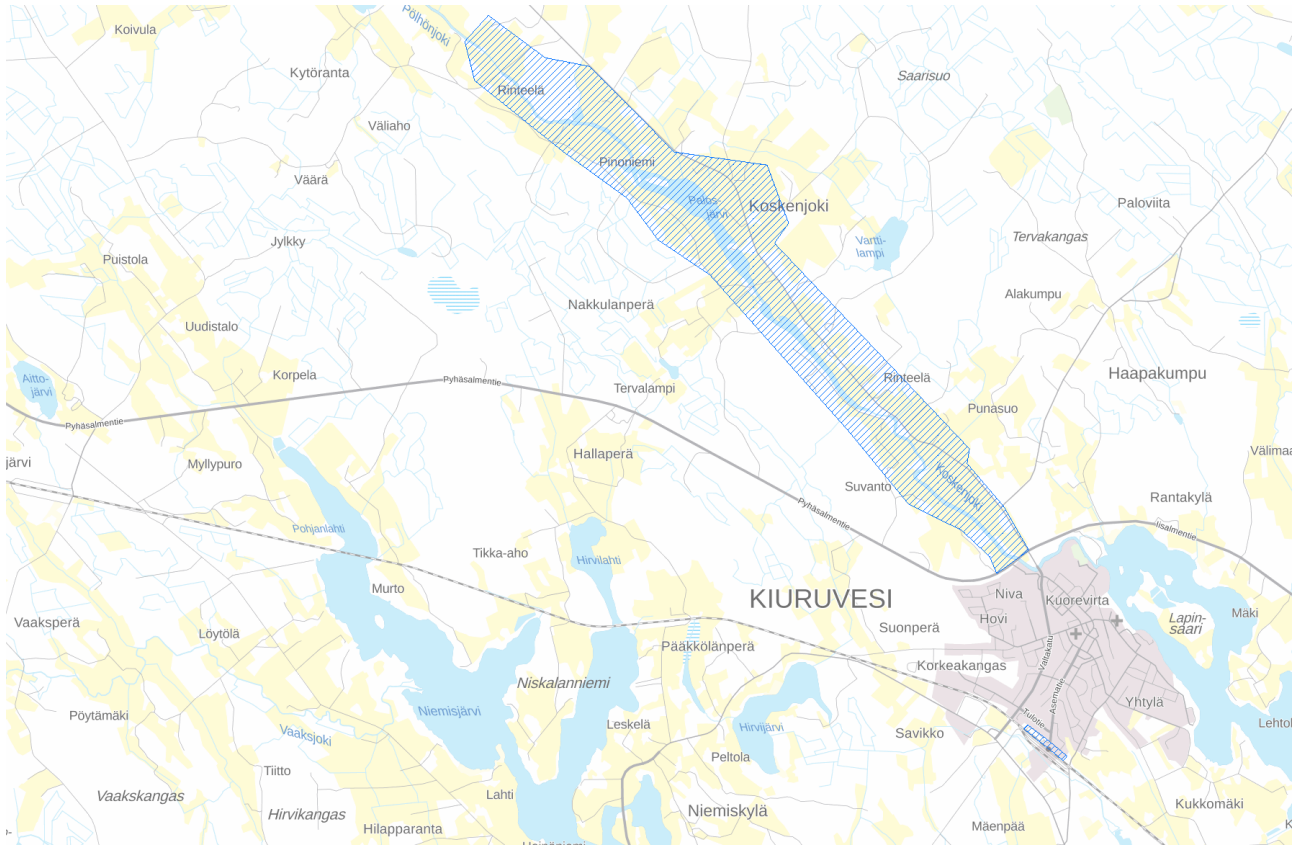 Koivula
Pölhönjoki
Kytöranta
Saarisuo
Rinteelä
Väliaho
Pinoniemi
Väärä
Palos-
järvi
Koskenjoki
Paloviita
Tervakangas
Jylkky
Vartti-
lampi
Puistola
Alakumpu
Nakkulanperä
Uudistalo
Aitto-
järvi
Korpela
Pyhäsalmentie
Tervalampi
Rinteelä
Haapakumpu
Punasuo
Pyhäsalmentie
Hallaperä
Välimaa
järvi
Myllypuro
Koskenjoki
Suvanto
Rantakylä
Pyhäsalmentie
Iisalmentie
Pohjanlahti
Tikka-aho
Hirvilahti
Murto
KIURUVESI
Niva
Kuorevirta
Hovi
Lapin-
saari
Mäki
Vaaksperä
Löytölä
Suonperä
Pääkkölänperä
Valtakatu
Korkeakangas
Niskalanniemi
Asematie
Yhtylä
Pöytämäki
Niemisjärvi
Leskelä
Hirvijärvi
Tulotie
Lehtol
Vaaksjoki
Savikko
Peltola
Tiitto
Vaakskangas
Lahti
Hirvikangas
Niemiskylä
Kukkomäki
Hilapparanta
Mäenpää
K